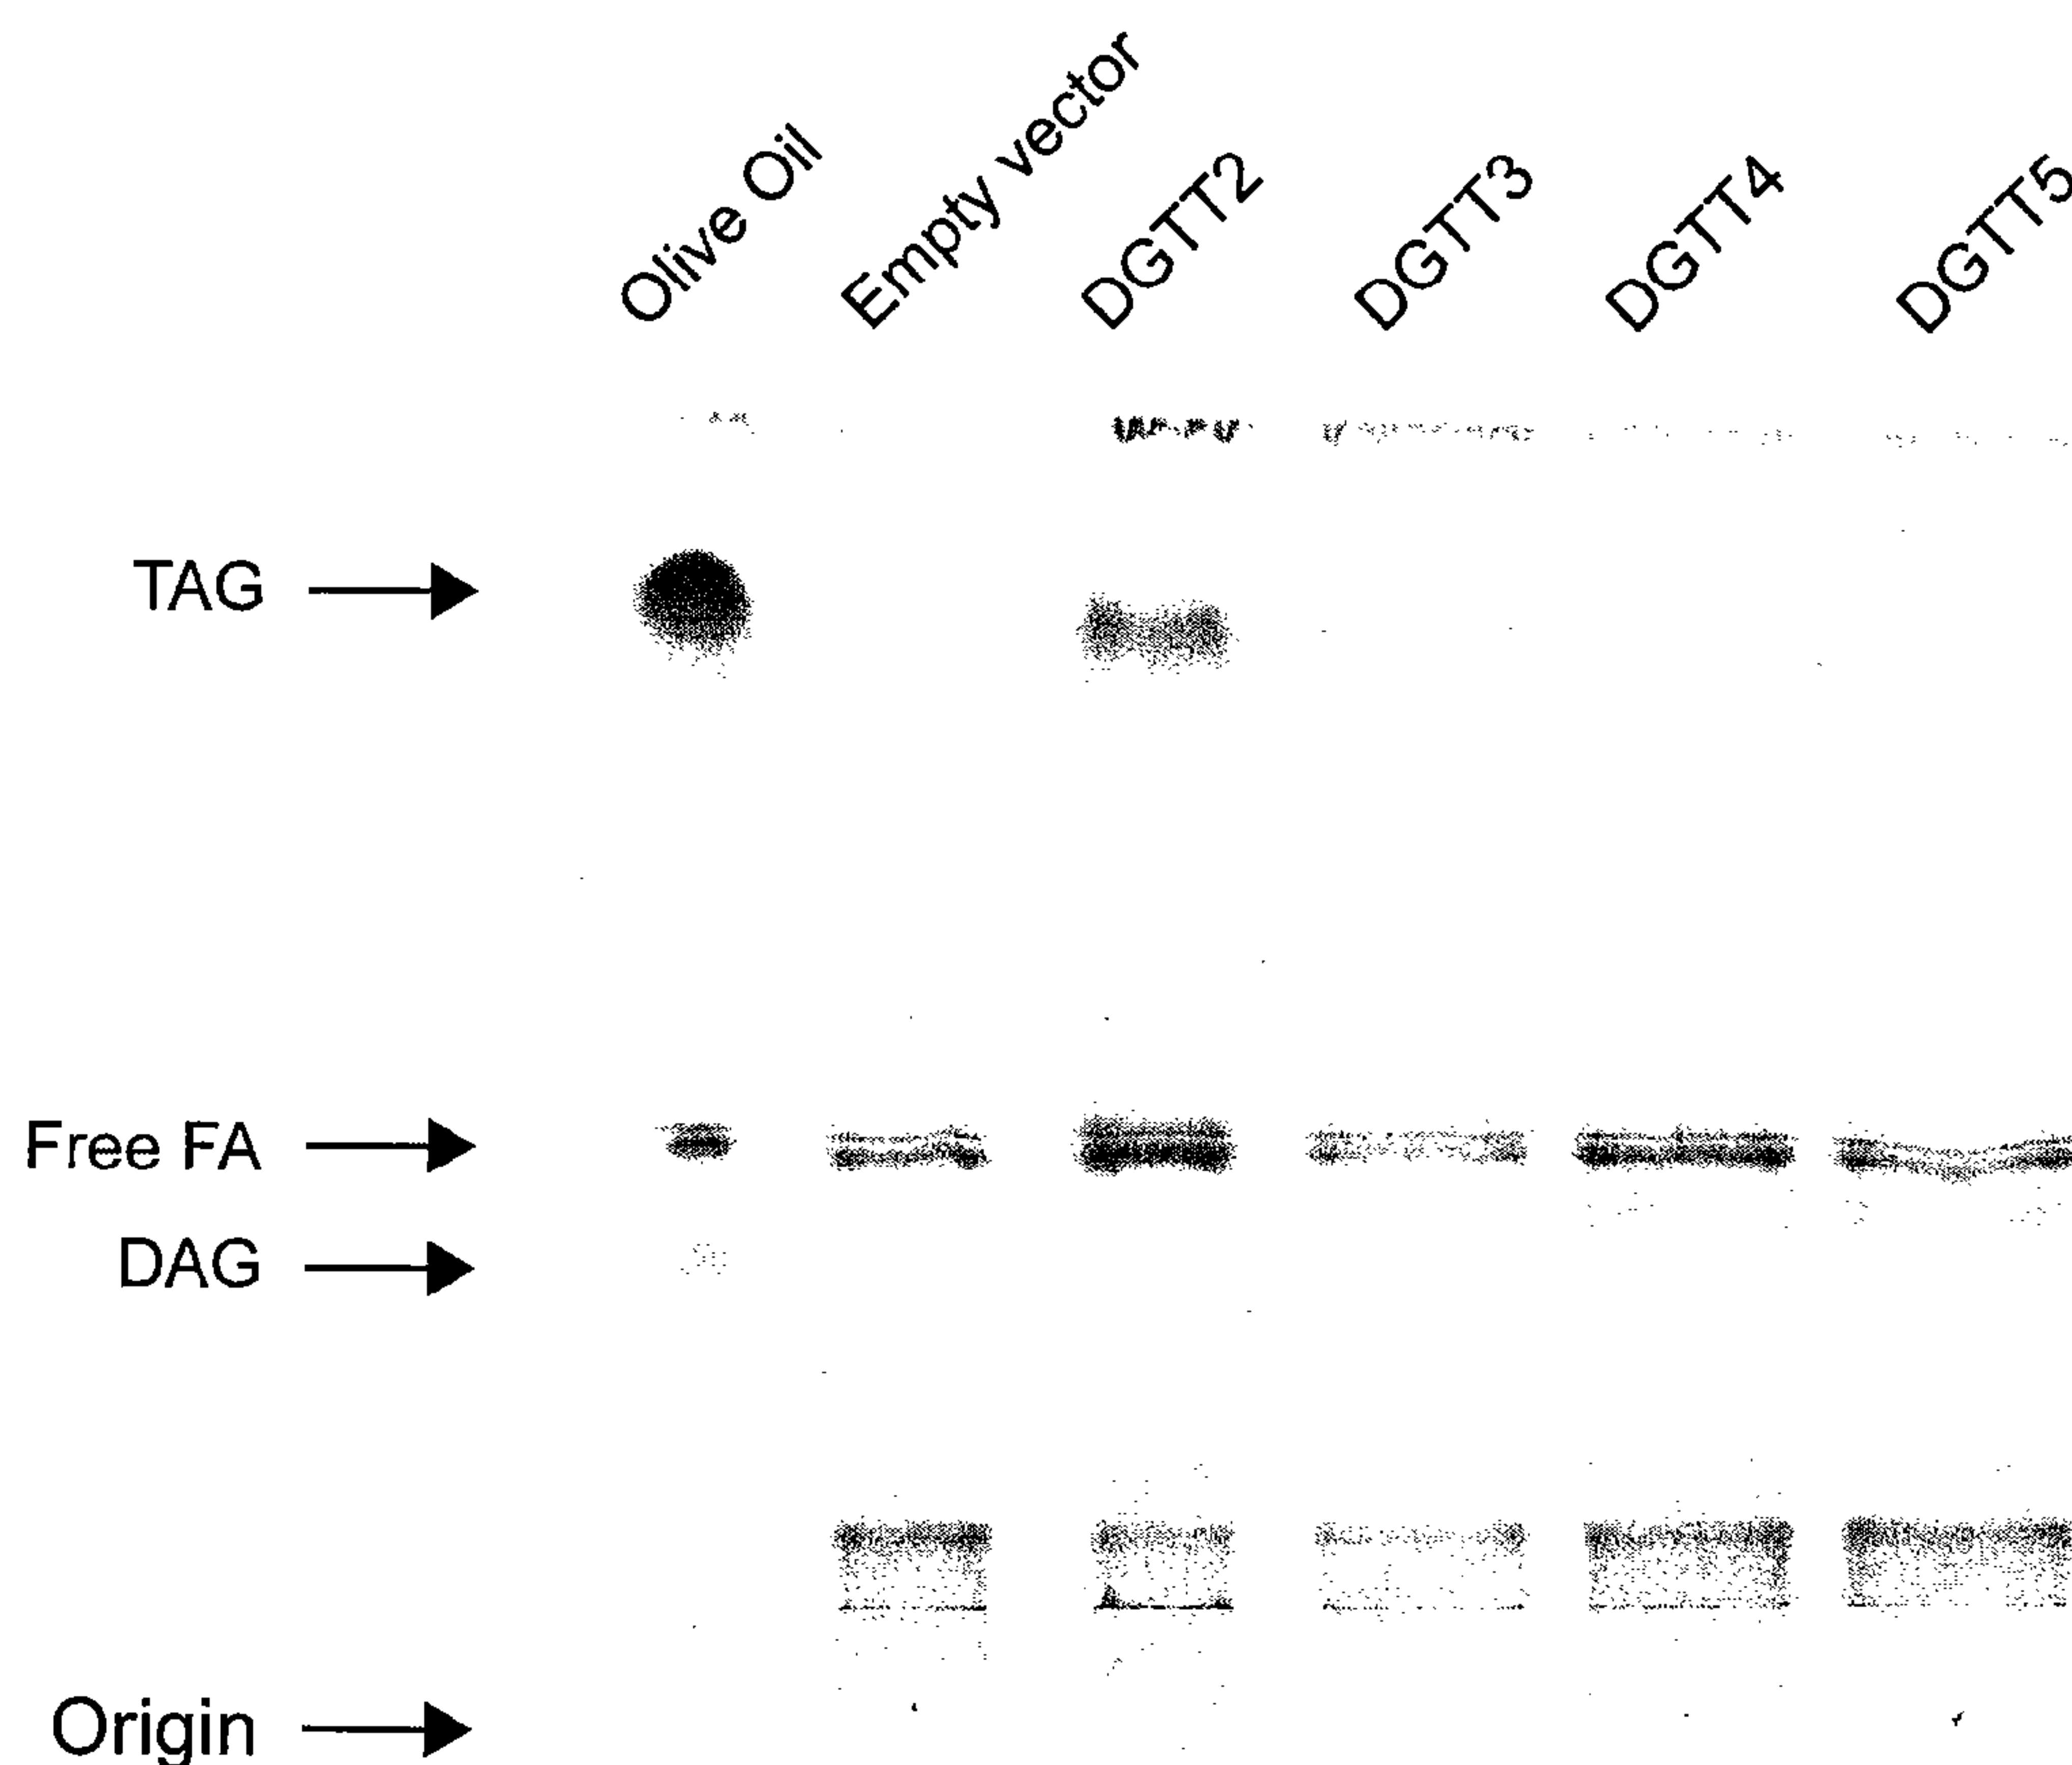 Olive Oil
Empty vector
DGTT2
DGTT3
DGTT4
DGTT5
TAG
Free FA
DAG
Origin